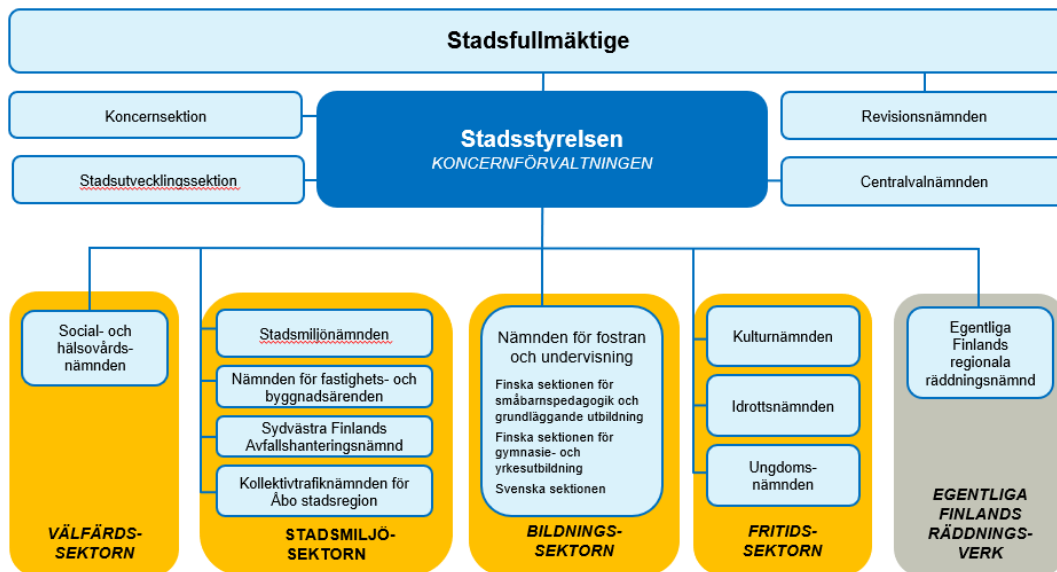 Stadsfullmäktige
Koncernsektion
Stadsutvecklingssektion
Stadsstyrelsen
KONCERNFÖRVALTNINGEN
Revisionsnämnden
Centralvalnämnden
Social- och
hälsovårds-
nämnden
VÄLFÄRDS-
SEKTORN
Stadsmiljönämnden
Nämnden för fastighets- och
byggnadsärenden
Sydvästra Finlands
Avfallshanteringsnämnd
Kollektivtrafiknämnden för
Åbo stadsregion
STADSMILJÖ-
SEKTORN
Nämnden för fostran
och undervisning
Finska sektionen för
småbarnspedagogik och
grundläggande utbildning
Finska sektionen för
gymnasie- och
yrkesutbildning
Svenska sektionen
BILDNINGS-
SEKTORN
Kulturnämnden
Idrottsnämnden
Ungdoms-
nämnden
FRITIDS-
SEKTORN
Egentliga
Finlands
regionala
räddningsnämnd
EGENTLIGA
FINLANDS
RÄDDNINGS-
VERK